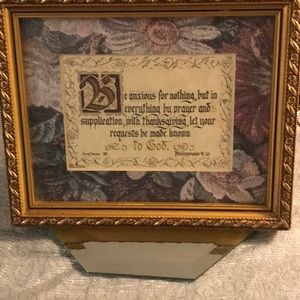 Be anxious for nothing, but in
everything by prayer and
supplication, with thanksgiving, let your
requests be made known
to God.
Philippians 4: